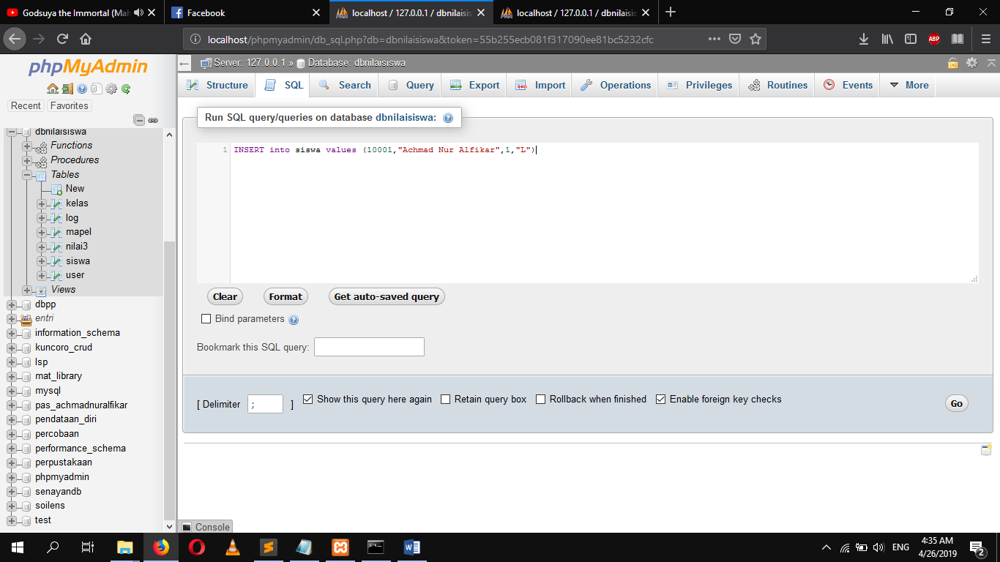 Godsuya the Immortal (Mah
Facebook
localhost / 127.0.0.1 / dbnilaisis
localhost / 127.0.0.1 / dbnilaisis
localhost/phpmyadmin/db_sql.php?db=dbnilaisiswa&token=55b255ecb081f317090ee81bc5232cfc
ABP
phpMyAdmin
Recent
Favorites
dbnilaisiswa
Functions
Procedures
Tables
New
kelas
log
mapel
nilai3
siswa
user
Views
dbpp
entri
information_schema
kuncoro_crud
lsp
mat_library
mysql
pas_achmadnuralfikar
pendataan_diri
percobaan
performance_schema
perpustakaan
phpmyadmin
senayandb
soilens
test
Server: 127.0.0.1 » Database: dbnilaisiswa
Structure
SQL
Search
Query
Export
Import
Operations
Privileges
Routines
Events
More
Run SQL query/queries on database dbnilaisiswa:
1 INSERT into siswa values (10001,"Achmad Nur Alfikar",1,"L")
Clear
Format
Get auto-saved query
Bind parameters
Bookmark this SQL query:
[ Delimiter ; ]
Show this query here again
Retain query box
Rollback when finished
Enable foreign key checks
Go
Console
ENG
4:35 AM
4/26/2019
2